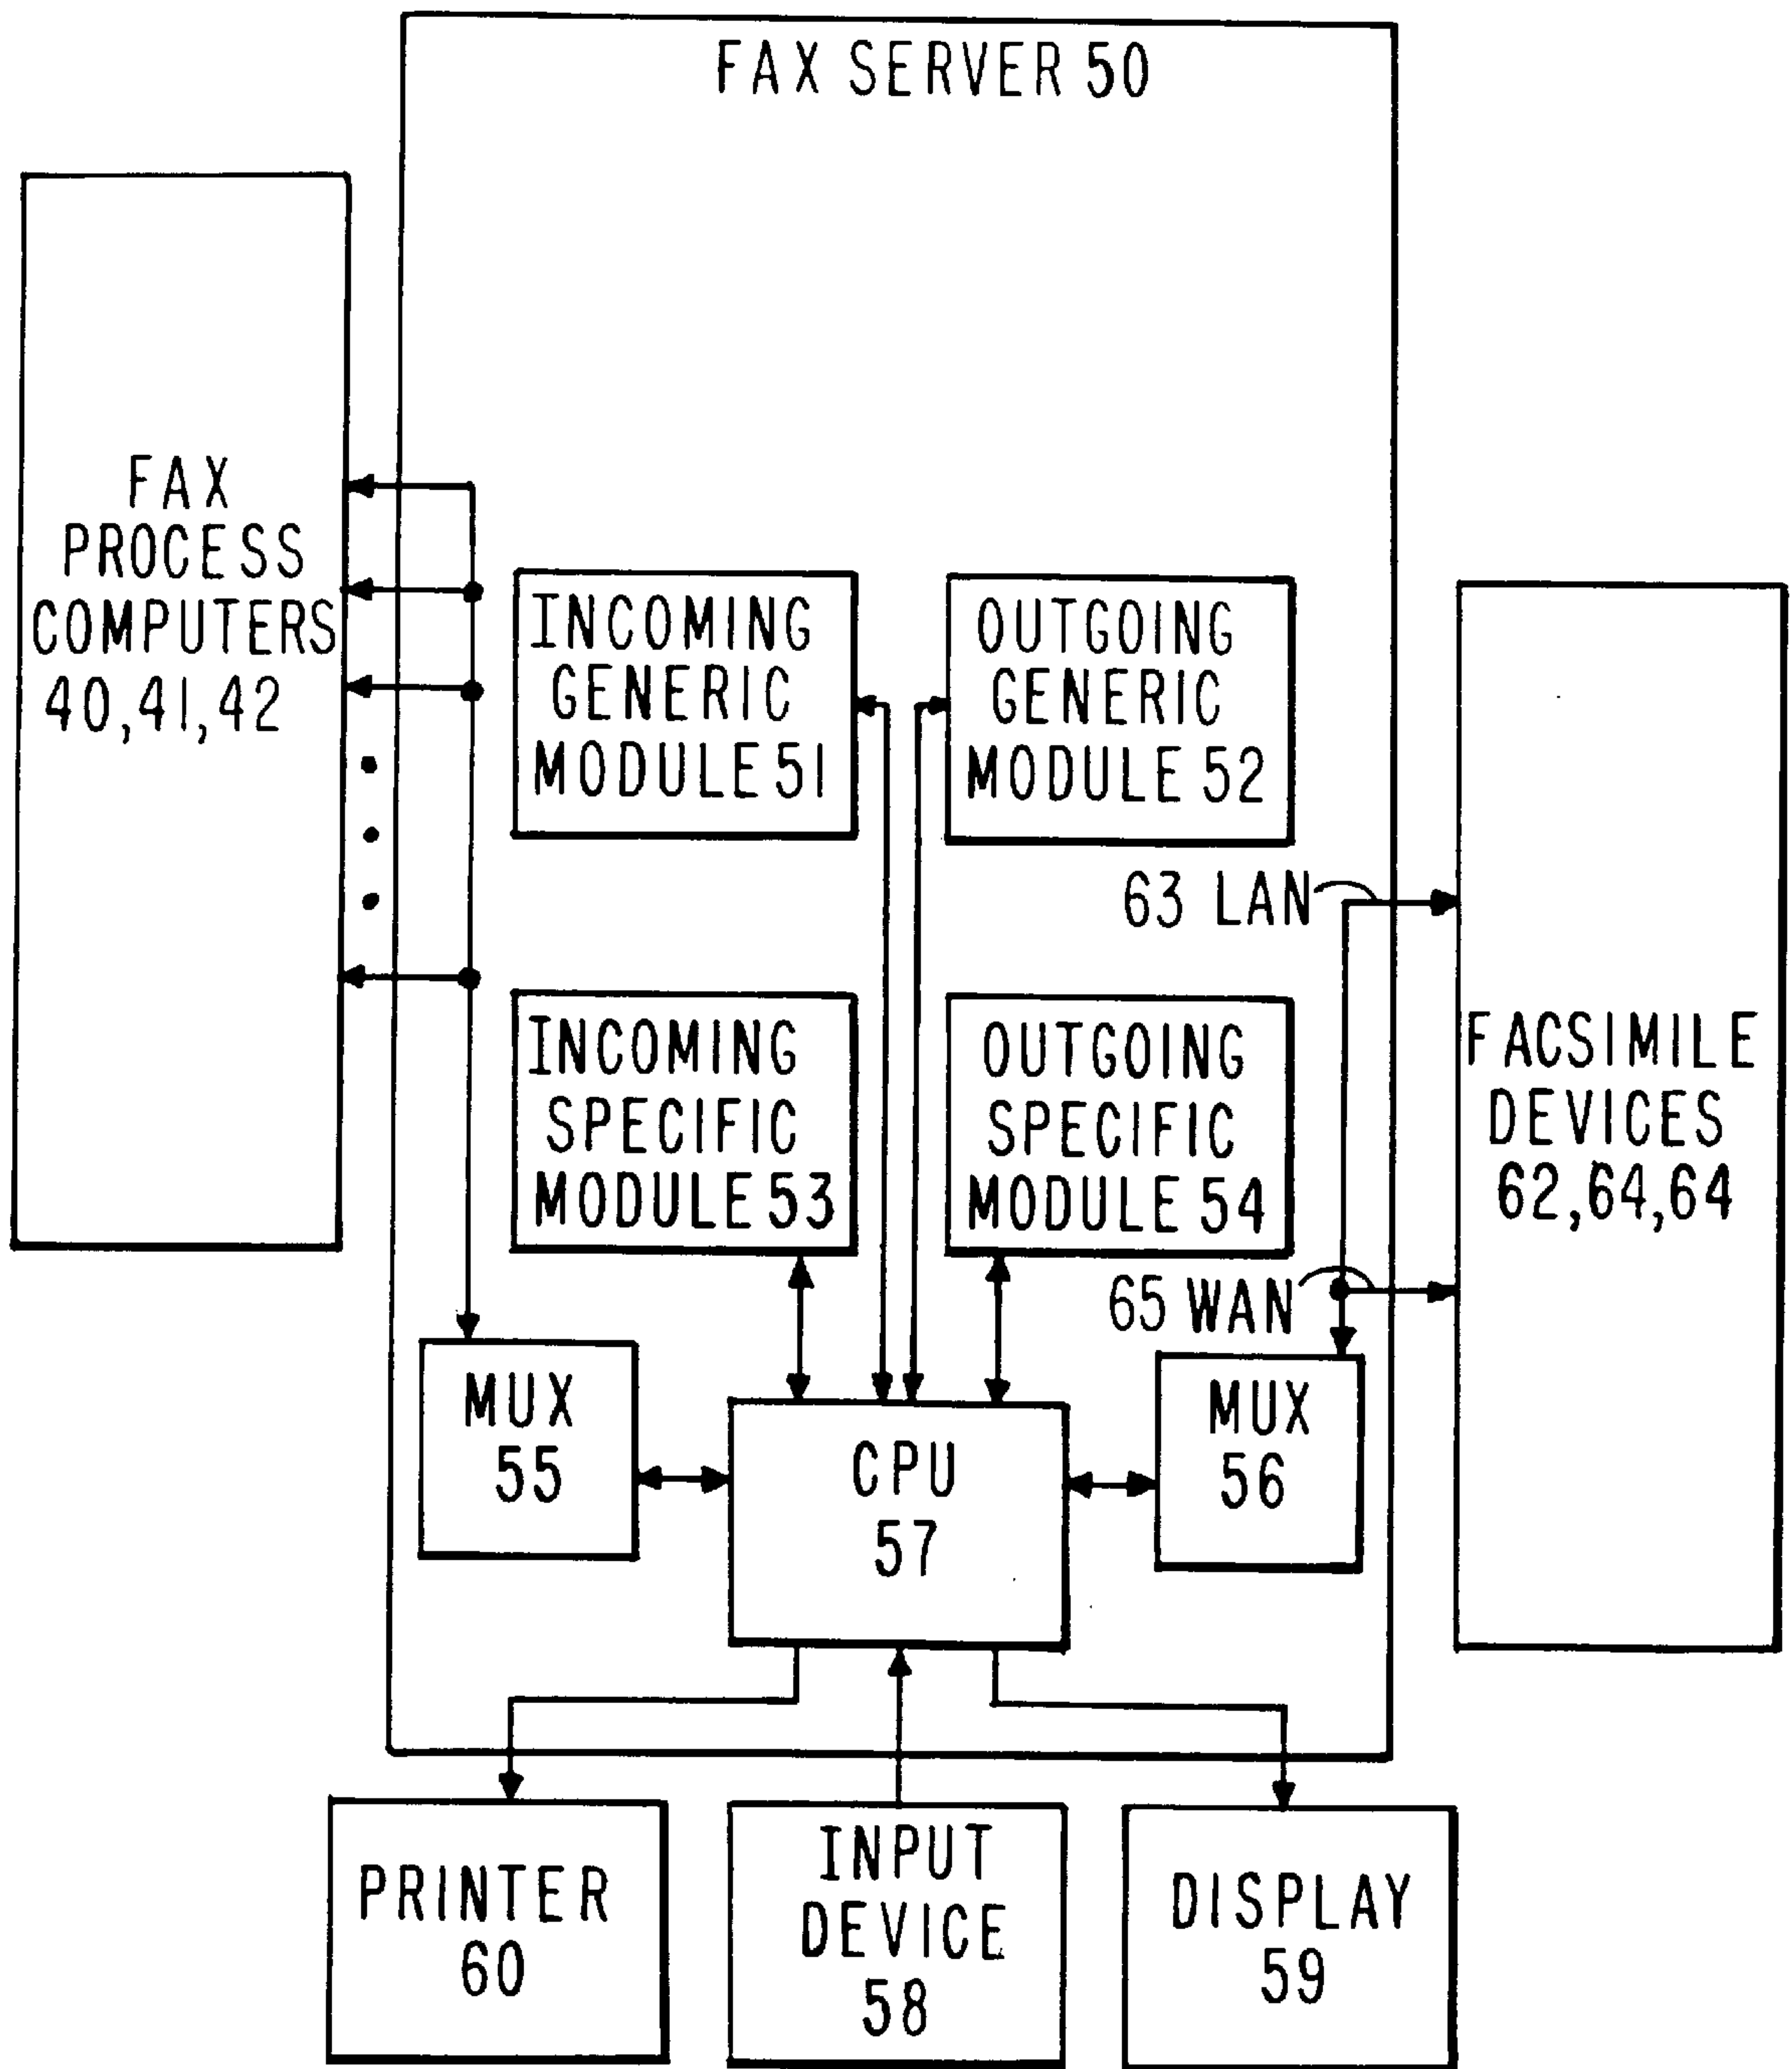 FAX SERVER 50
FAX
PROCESS
COMPUTERS
40,41,42
INCOMING
GENERIC
MODULE 51
OUTGOING
GENERIC
MODULE 52
63 LAN
INCOMING
SPECIFIC
MODULE 53
OUTGOING
SPECIFIC
MODULE 54
FACSIMILE
DEVICES
62,64,64
65 WAN
MUX
55
CPU
57
MUX
56
PRINTER
60
INPUT
DEVICE
58
DISPLAY
59